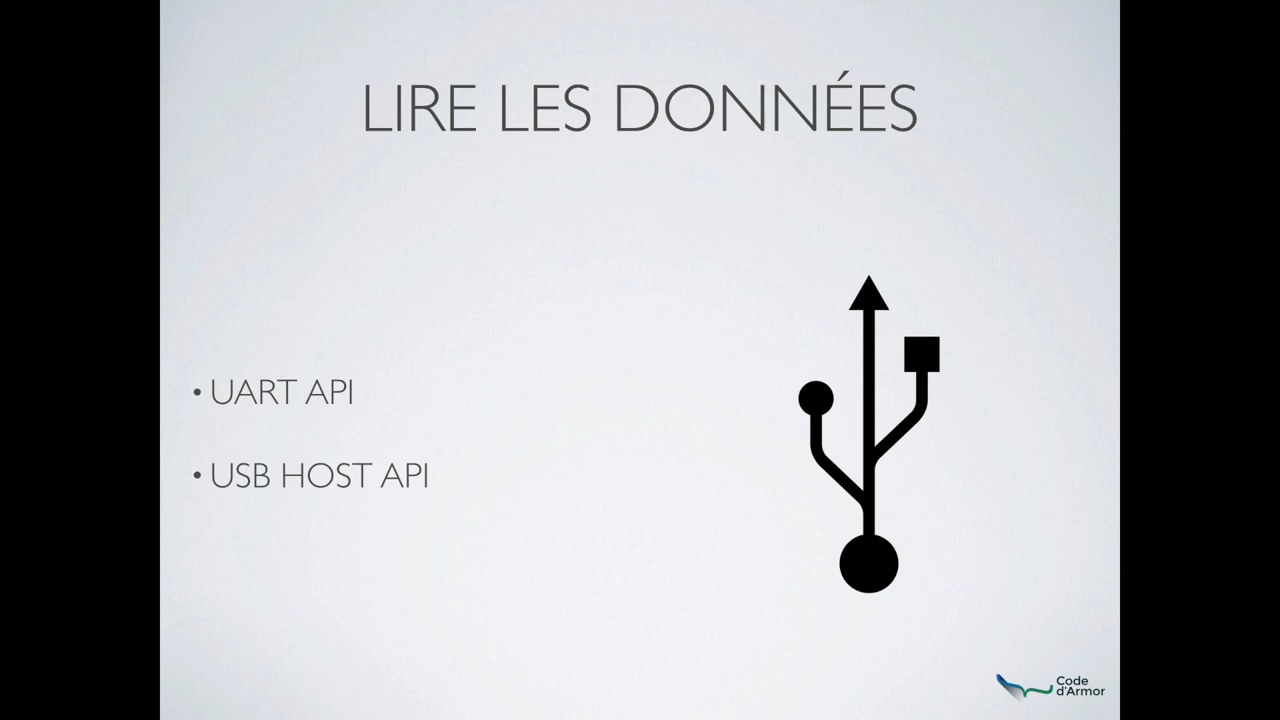 LIRE LES DONNÉES
• UART API
• USB HOST API
Code
d'Armor